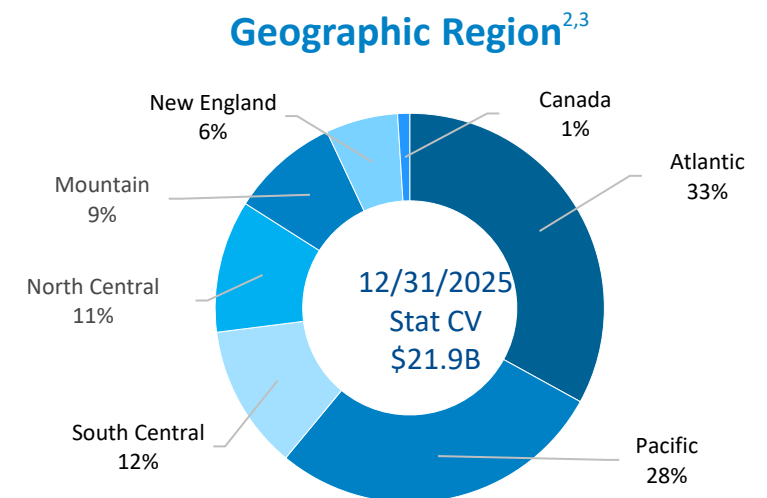 Geographic Region2,3
New England
6%
Canada
1%
Atlantic
33%
Mountain
9%
North Central
11%
12/31/2025
Stat CV
$21.9B
South Central
12%
Pacific
28%